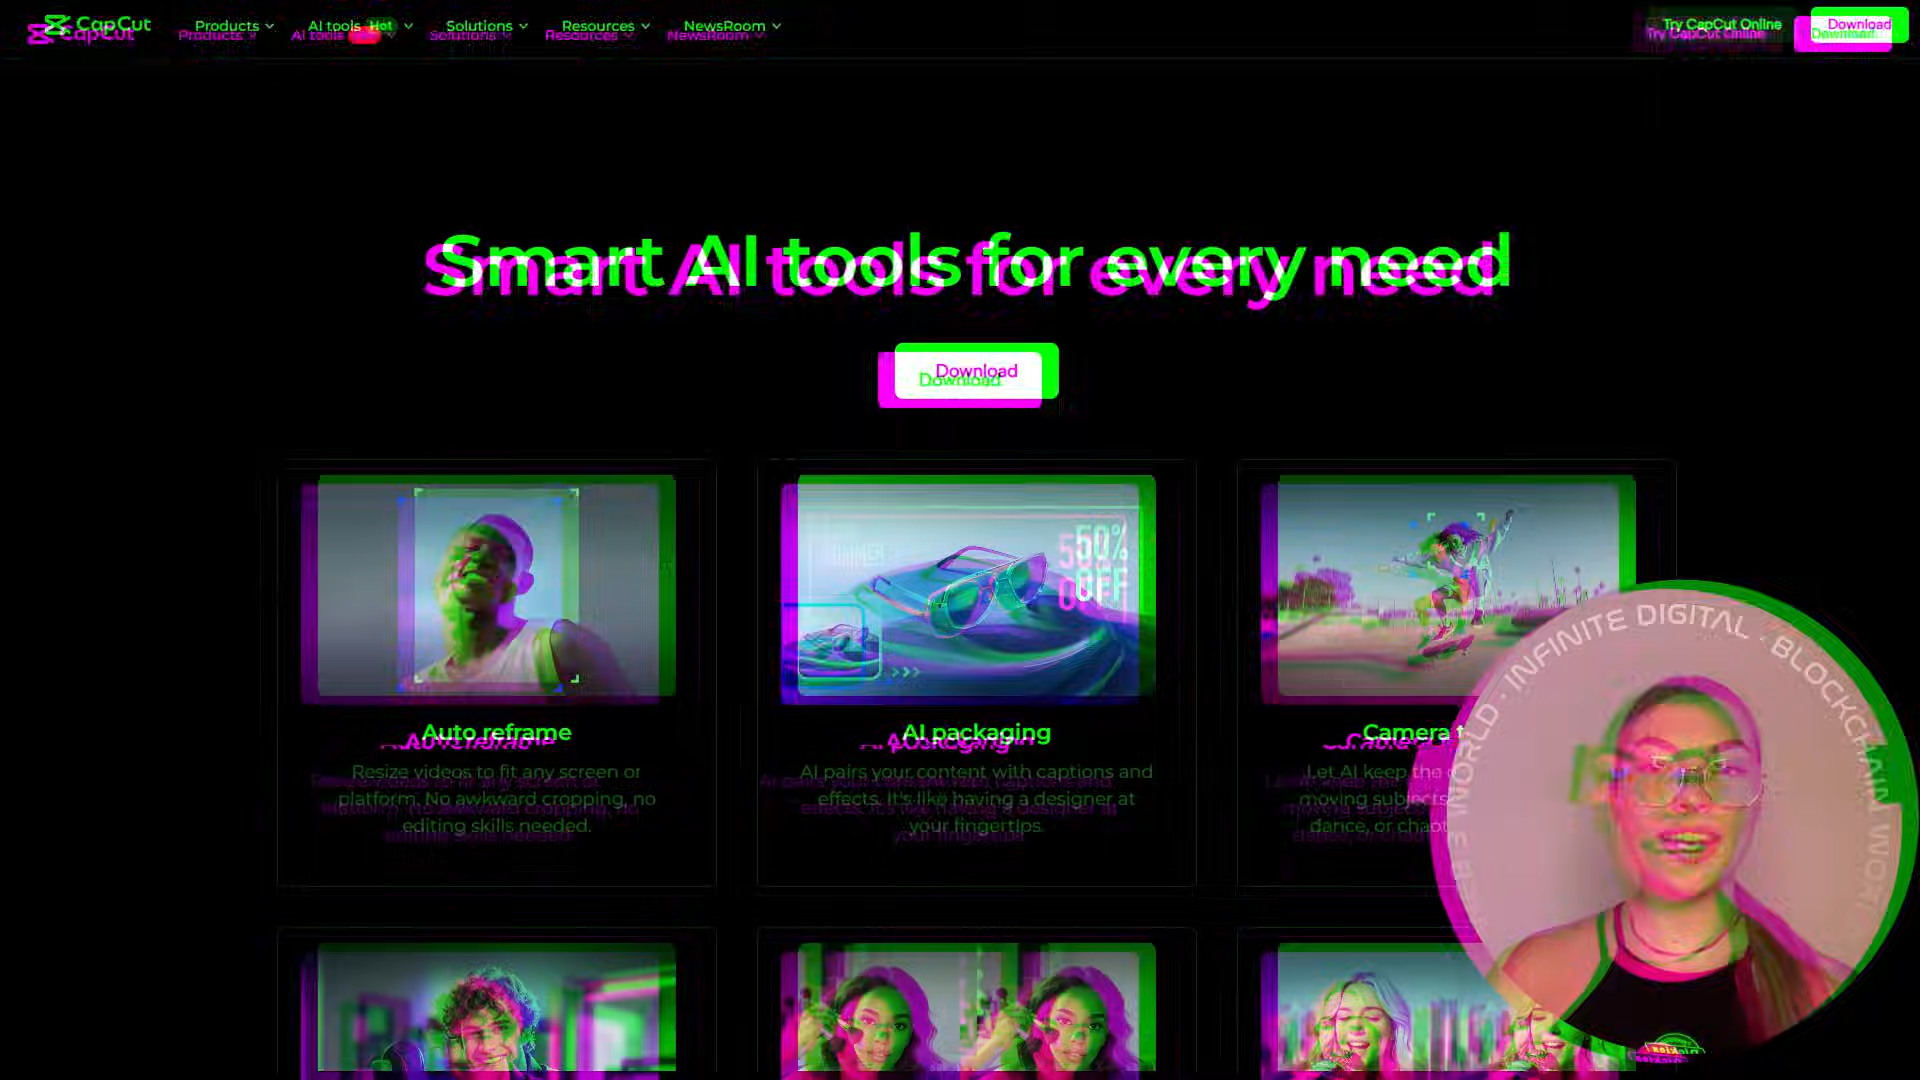 CapCut
Products
AI tools Hot
Solutions
Resources
NewsRoom
Try CapCut Online
Download
Smart AI tools for every need
Download
50%
OFF
Auto reframe
Resize videos to fit any screen or
platform. No awkward cropping, no
editing skills needed.
AI packaging
AI pairs your content with captions and
effects. It's like having a designer at
your fingertips.
Camera
Let AI keep the
moving subjects
dance, or
WORLD · INFINITE DIGITAL · BLOCKCHAIN